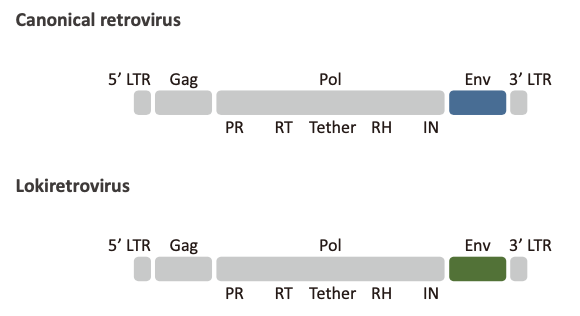 Canonical retrovirus
5’ LTR Gag Pol Env 3’ LTR
PR RT Tether RH IN
Lokiretrovirus
5’ LTR Gag Pol Env 3’ LTR
PR RT Tether RH IN